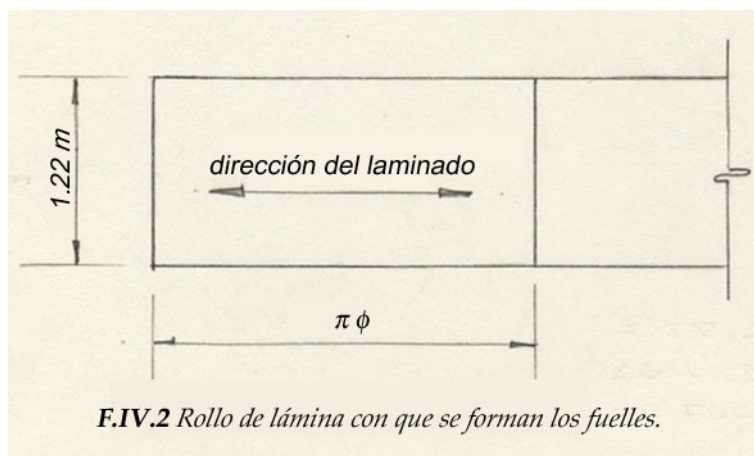 1.22 m
dirección del laminado
π ϕ
F.IV.2 Rollo de lámina con que se forman los fuelles.